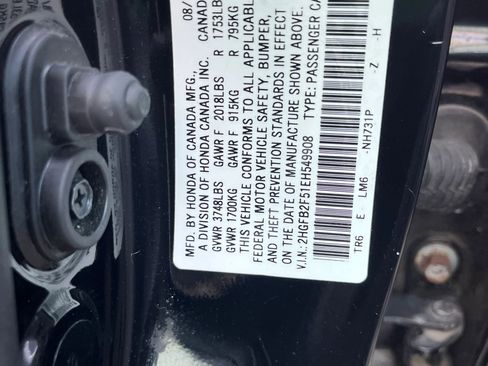 MFD. BY HONDA OF CANADA MFG., 08/
A DIVISION OF HONDA CANADA INC. CANADA
GVWR 3748LBS GAWR F 2018LBS R 1753LB
GVWR 1700KG GAWR F 915KG R 795KG
THIS VEHICLE CONFORMS TO ALL APPLICABLE
FEDERAL MOTOR VEHICLE SAFETY, BUMPER,
AND THEFT PREVENTION STANDARDS IN EFFECT
ON THE DATE OF MANUFACTURE SHOWN ABOVE.
V.I.N.: 2HGFB2F51EH549908 TYPE: PASSENGER CA
TR6 E LM6 -NH731P -Z -H